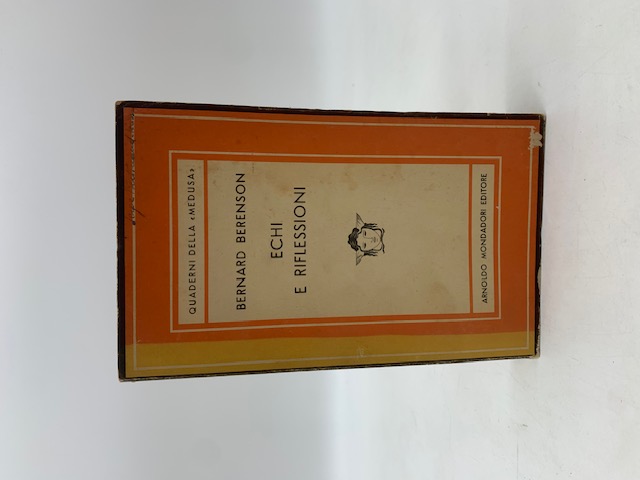 QUADERNI DELLA «MEDUSA»
BERNARD BERENSON
ECHI
E RIFLESSIONI
ARNOLDO MONDADORI EDITORE